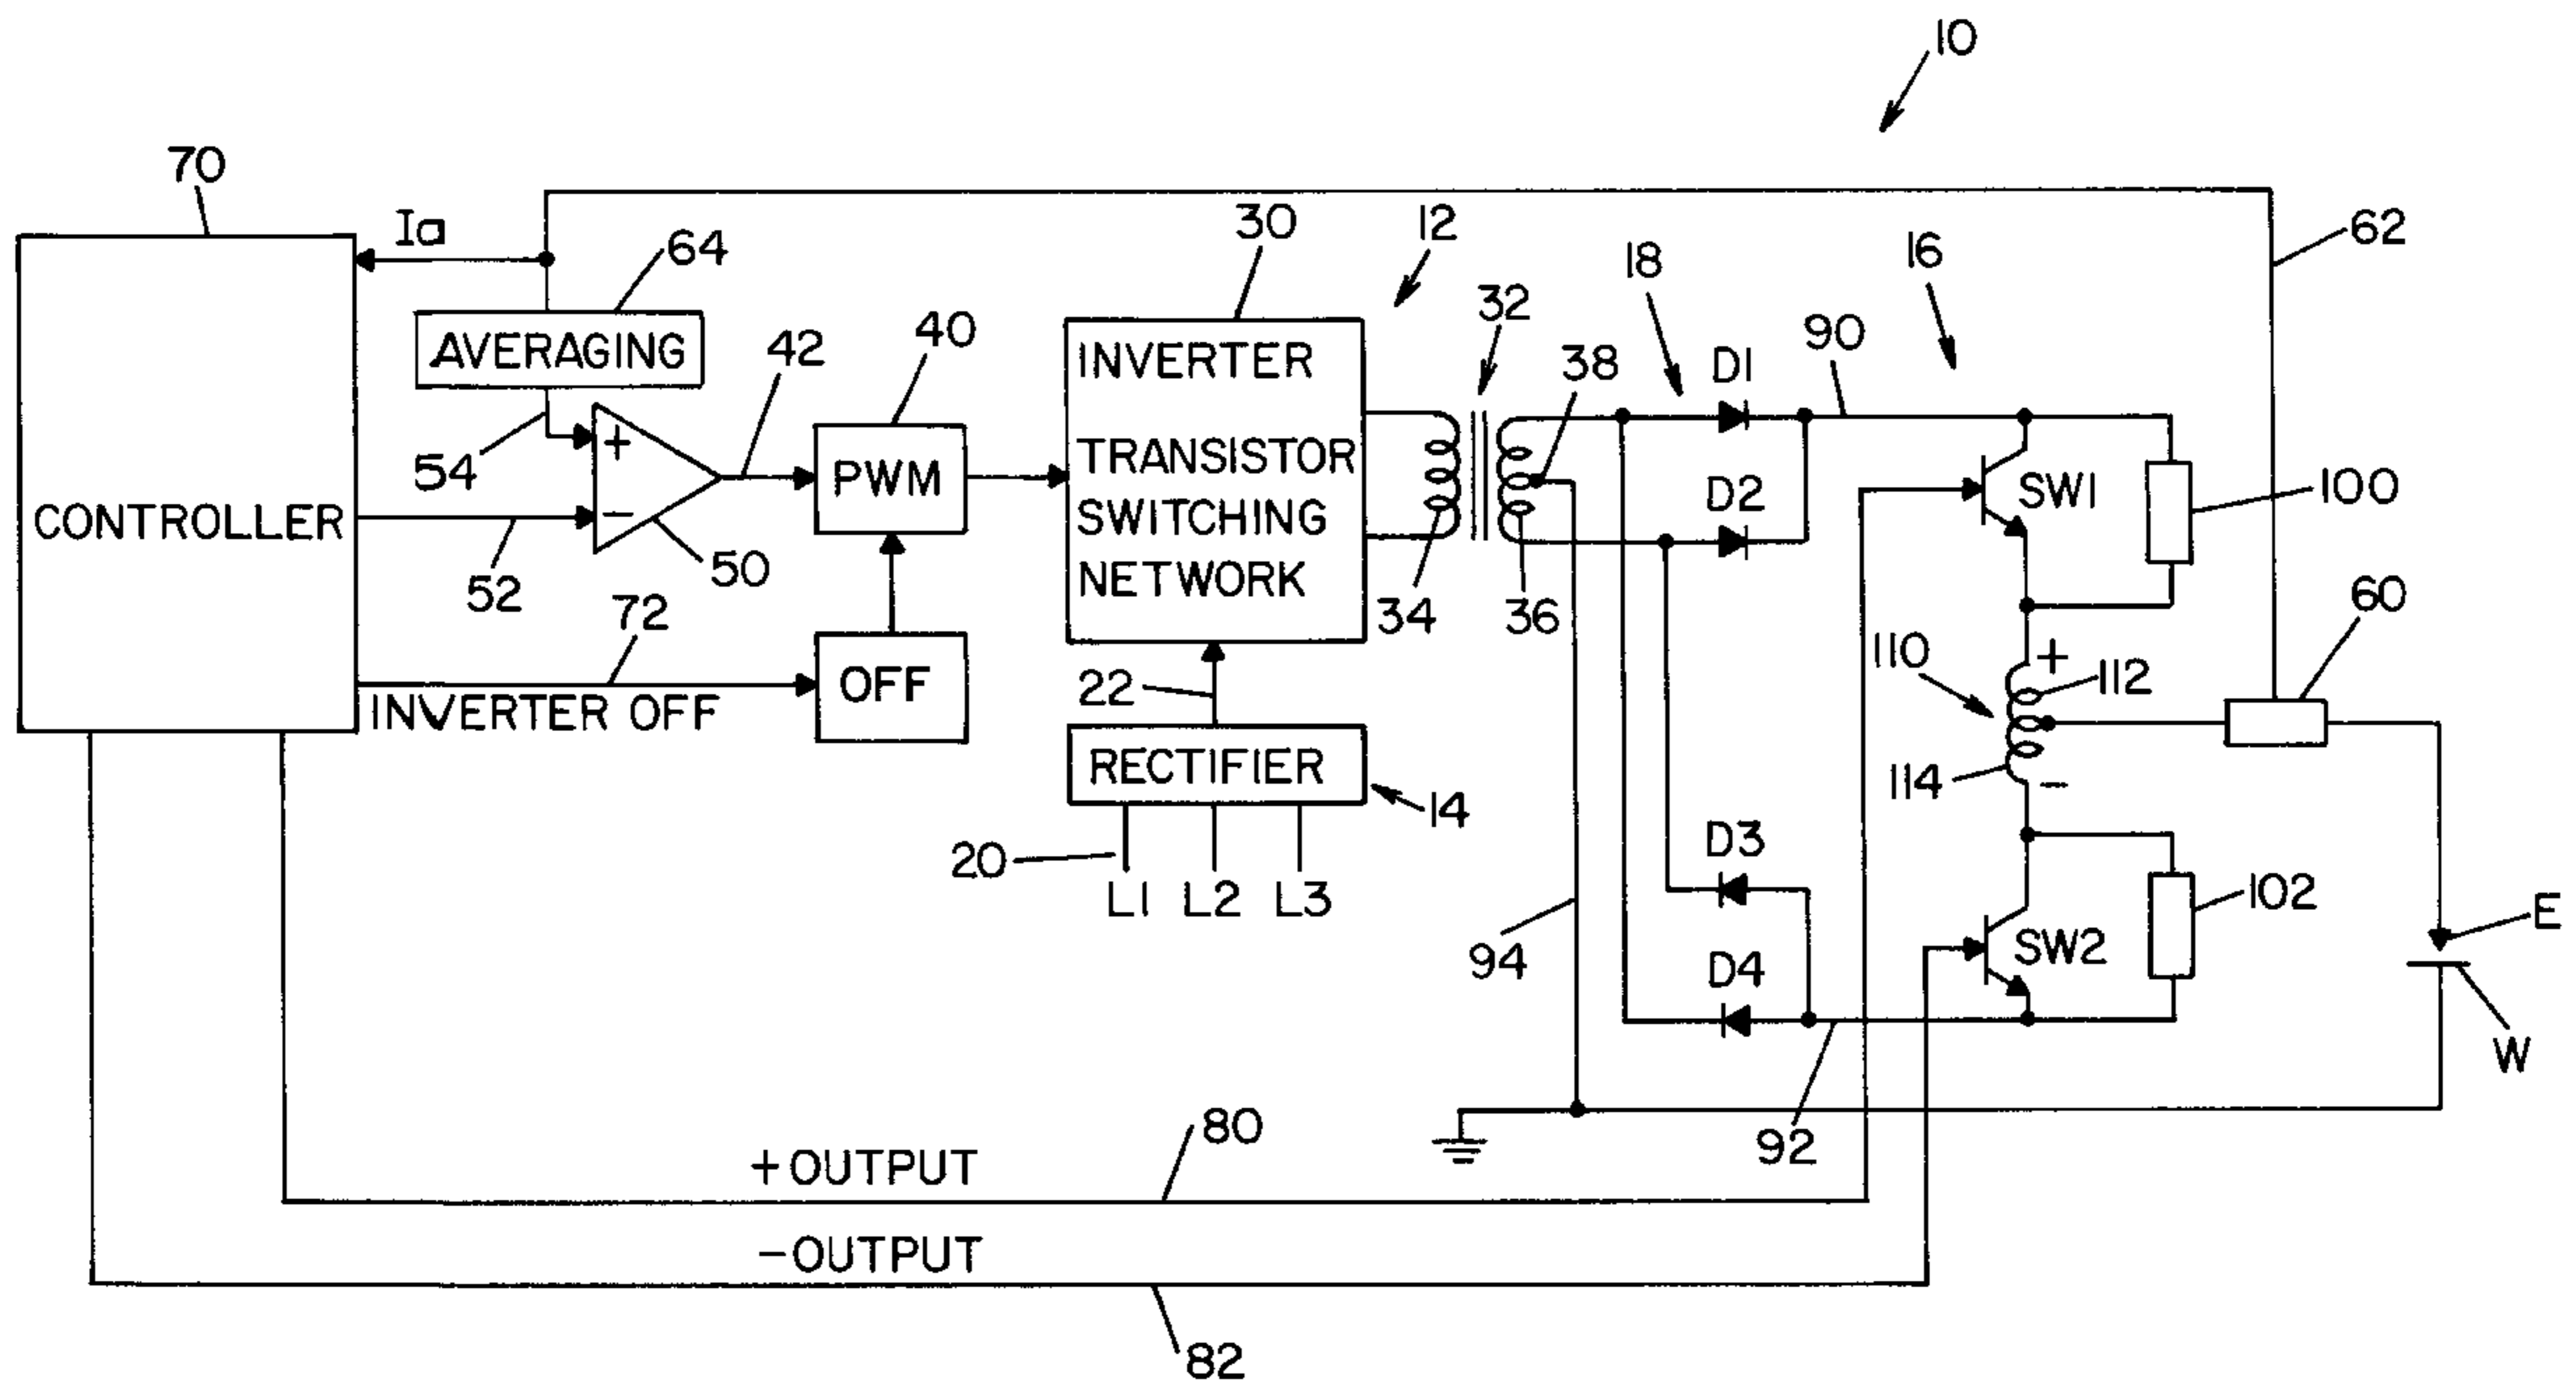 10
70
Ia
64
30
12
18
16
62
32
AVERAGING
42
40
INVERTER
38
D1
90
54
+
PWM
TRANSISTOR
D2
SW1
100
CONTROLLER
−
SWITCHING
52
50
NETWORK
34
36
60
72
OFF
22
110
+
112
INVERTER OFF
RECTIFIER
114
−
14
20
D3
L1 L2 L3
102
E
94
D4
SW2
W
80
92
+OUTPUT
−OUTPUT
82